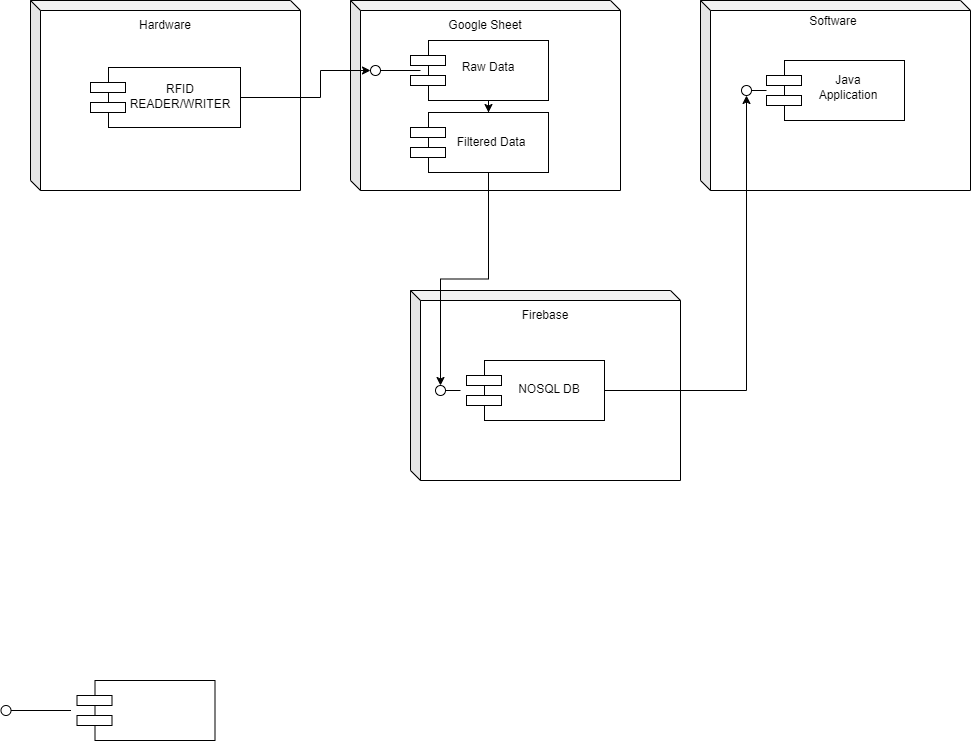 Hardware
RFID
READER/WRITER
Google Sheet
Raw Data
Filtered Data
Software
Java
Application
Firebase
NOSQL DB